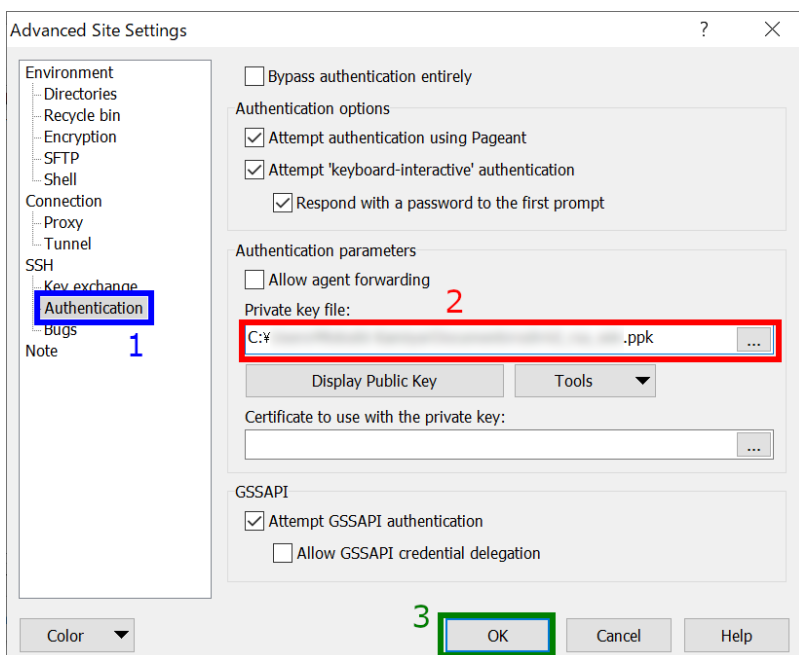 Advanced Site Settings
?
Environment
Directories
Recycle bin
Encryption
SFTP
Shell
Connection
Proxy
Tunnel
SSH
Key exchange
Authentication
Bugs
Note
1
Bypass authentication entirely
Authentication options
Attempt authentication using Pageant
Attempt 'keyboard-interactive' authentication
Respond with a password to the first prompt
Authentication parameters
Allow agent forwarding
2
Private key file:
C:¥ .ppk ...
Display Public Key
Tools
Certificate to use with the private key:
...
GSSAPI
Attempt GSSAPI authentication
Allow GSSAPI credential delegation
Color
3
OK
Cancel
Help